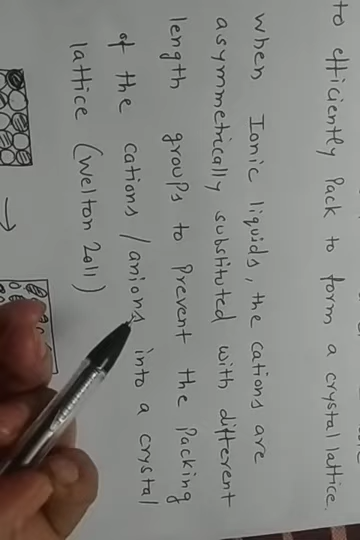 to efficiently Pack to form a crystal lattice.
when Ionic liquids, the cations are
asymmetrically substituted with different
length groups to Prevent the Packing
of the cations / anions into a crystal
lattice (Welton 2011)